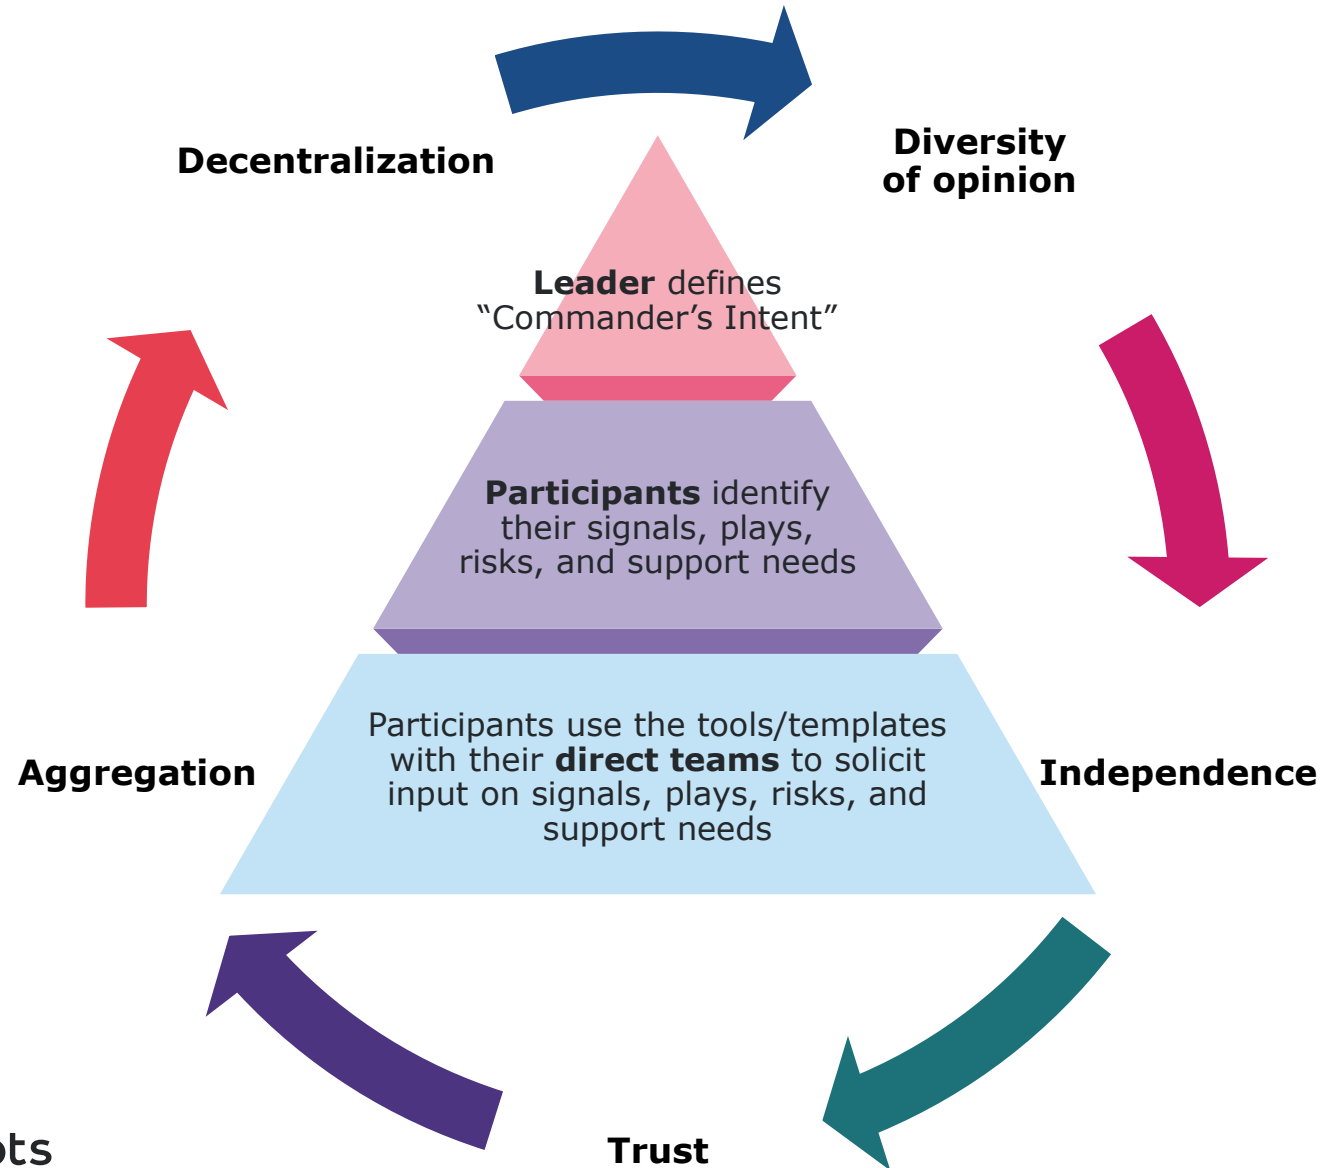 Decentralization
Diversity
of opinion
Leader defines
“Commander’s Intent”
Participants identify
their signals, plays,
risks, and support needs
Participants use the tools/templates
with their direct teams to solicit
input on signals, plays, risks, and
support needs
Aggregation
Independence
Trust